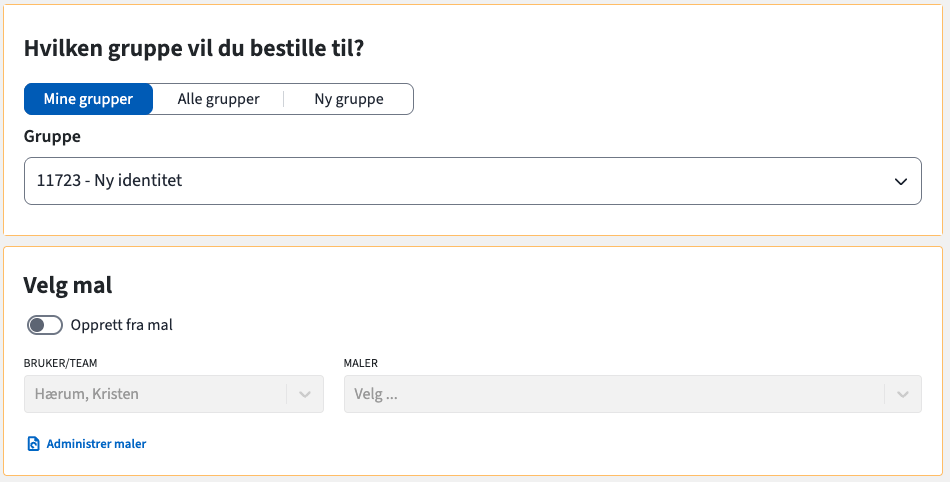 Hvilken gruppe vil du bestille til?
Mine grupper Alle grupper Ny gruppe
Gruppe
11723 - Ny identitet
Velg mal
Opprett fra mal
BRUKER/TEAM MALER
Hærum, Kristen Velg ...
Administrer maler